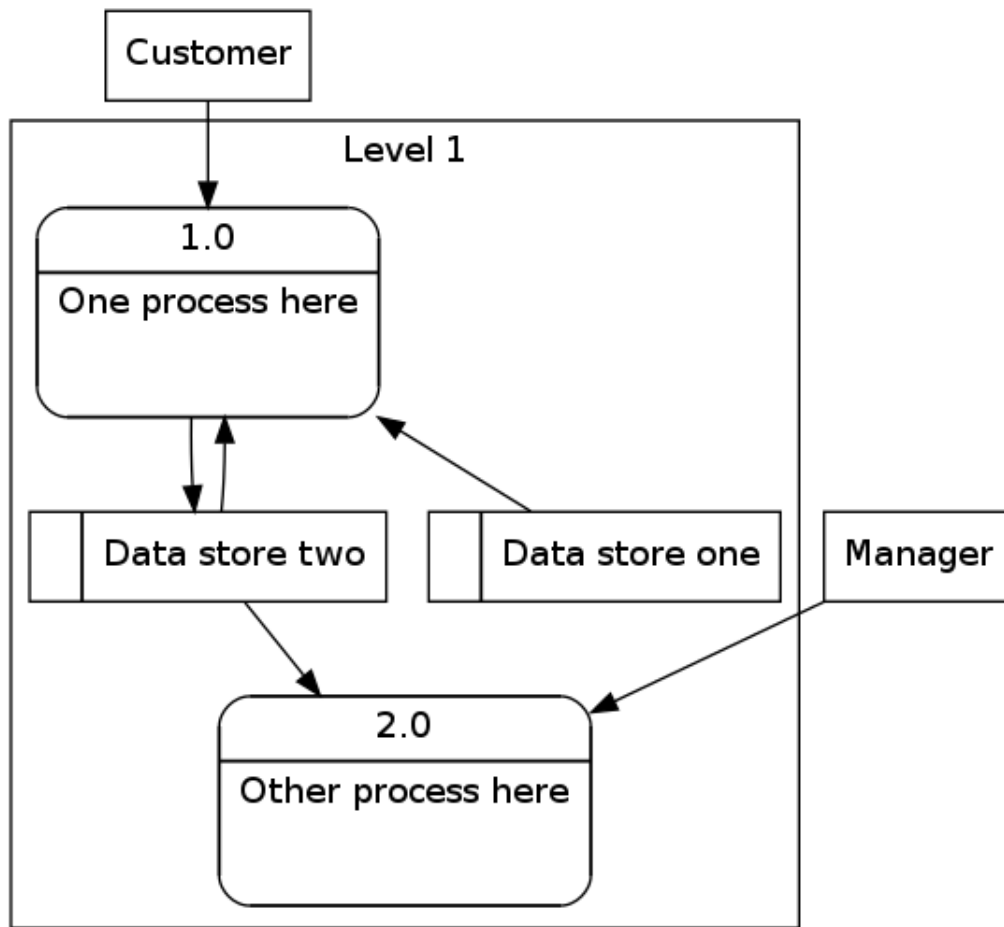 Customer
Level 1
1.0
One process here
Data store two
Data store one
Manager
2.0
Other process here